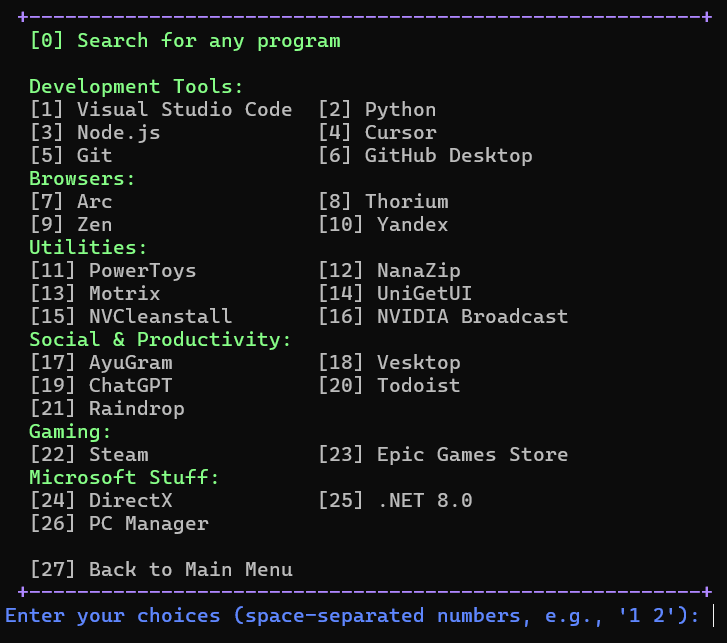 +--------------------------------------------------------+
[0] Search for any program
Development Tools:
[1] Visual Studio Code [2] Python
[3] Node.js [4] Cursor
[5] Git [6] GitHub Desktop
Browsers:
[7] Arc [8] Thorium
[9] Zen [10] Yandex
Utilities:
[11] PowerToys [12] NanaZip
[13] Motrix [14] UniGetUI
[15] NVCleanstall [16] NVIDIA Broadcast
Social & Productivity:
[17] AyuGram [18] Vesktop
[19] ChatGPT [20] Todoist
[21] Raindrop
Gaming:
[22] Steam [23] Epic Games Store
Microsoft Stuff:
[24] DirectX [25] .NET 8.0
[26] PC Manager
[27] Back to Main Menu
+--------------------------------------------------------+
Enter your choices (space-separated numbers, e.g., '1 2'):